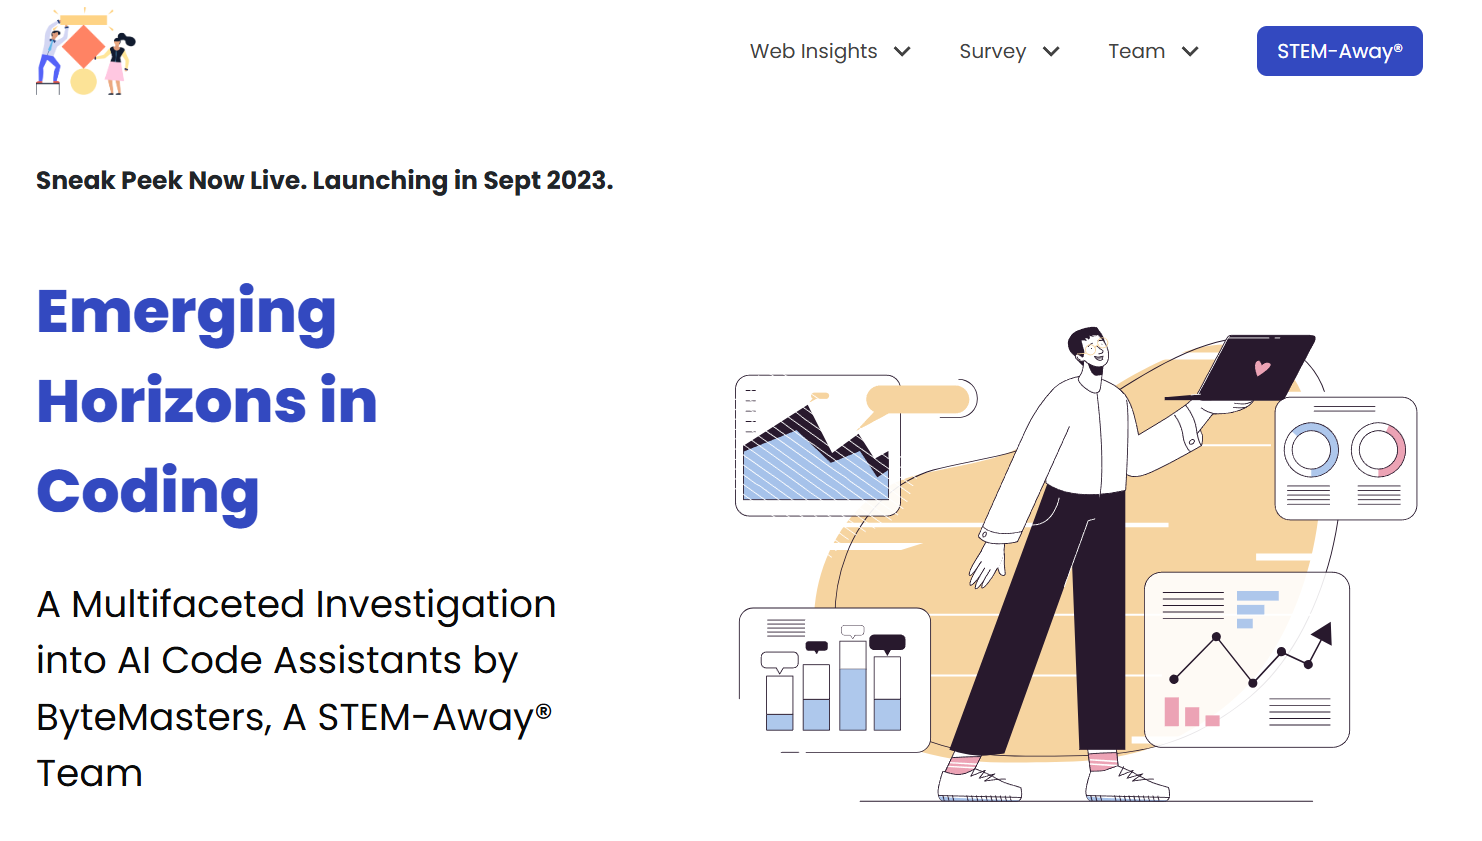 Web Insights Survey Team STEM-Away®
Sneak Peek Now Live. Launching in Sept 2023.
Emerging
Horizons in
Coding
A Multifaceted Investigation
into AI Code Assistants by
ByteMasters, A STEM-Away®
Team